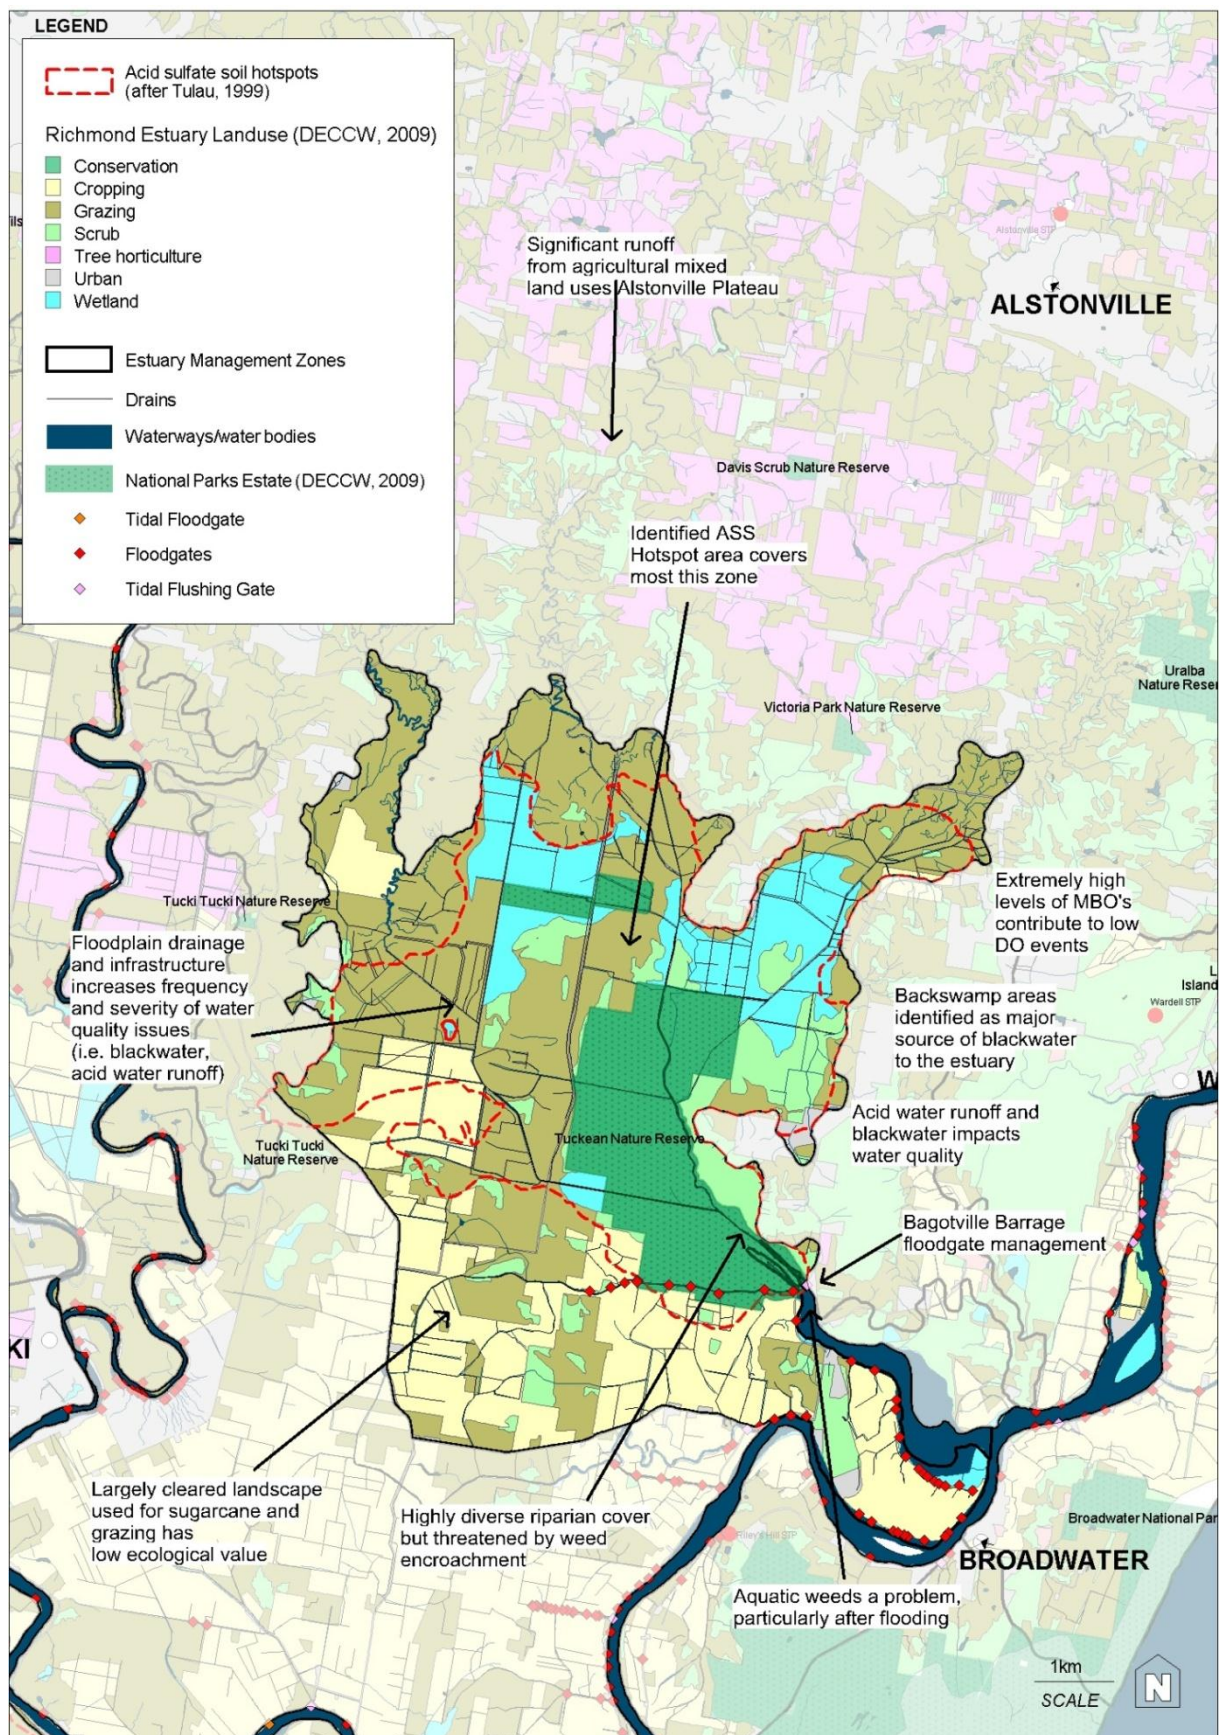 LEGEND
Acid sulfate soil hotspots
(after Tulau, 1999)
Richmond Estuary Landuse (DECCW, 2009)
Conservation
Cropping
Grazing
Scrub
Tree horticulture
Urban
Wetland
Estuary Management Zones
Drains
Waterways/water bodies
National Parks Estate (DECCW, 2009)
Tidal Floodgate
Floodgates
Tidal Flushing Gate
Alstonville STP
Significant runoff
from agricultural mixed
land uses Alstonville Plateau
ALSTONVILLE
Davis Scrub Nature Reserve
Identified ASS
Hotspot area covers
most this zone
Uralba
Nature Reser
Victoria Park Nature Reserve
Tucki Tucki Nature Reserve
Extremely high
levels of MBO's
contribute to low
DO events
Floodplain drainage
and infrastructure
increases frequency
and severity of water
quality issues
(i.e. blackwater,
acid water runoff)
L
Island
Wardell STP
Backswamp areas
identified as major
source of blackwater
to the estuary
W
Acid water runoff and
blackwater impacts
water quality
Tucki Tucki
Nature Reserve
Tuckean Nature Reserve
Bagotville Barrage
floodgate management
KI
Largely cleared landscape
used for sugarcane and
grazing has
low ecological value
Highly diverse riparian cover
but threatened by weed
encroachment
Riley's Hill STP
Broadwater National Par
BROADWATER
Aquatic weeds a problem,
particularly after flooding
1km
SCALE
N